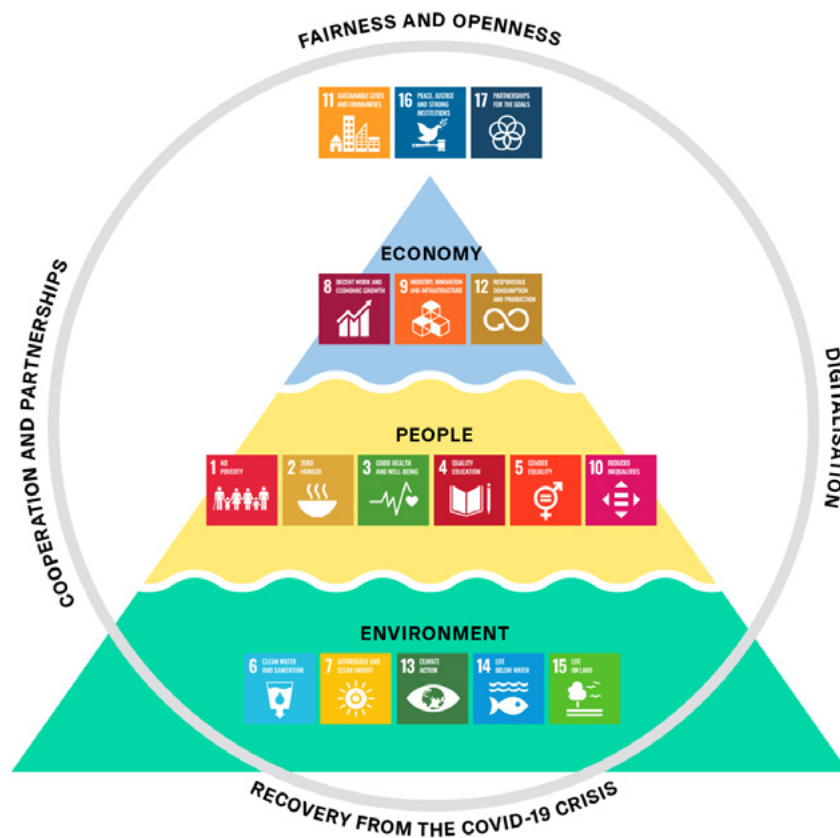 FAIRNESS AND OPENNESS
11 SUSTAINABLE CITIES
AND COMMUNITIES
16 PEACE, JUSTICE
AND STRONG
INSTITUTIONS
17 PARTNERSHIPS
FOR THE GOALS
ECONOMY
8 DECENT WORK AND
ECONOMIC GROWTH
9 INDUSTRY, INNOVATION
AND INFRASTRUCTURE
12 RESPONSIBLE
CONSUMPTION
AND PRODUCTION
COOPERATION AND PARTNERSHIPS
DIGITALISATION
PEOPLE
1 NO
POVERTY
2 ZERO
HUNGER
3 GOOD HEALTH
AND WELL-BEING
4 QUALITY
EDUCATION
5 GENDER
EQUALITY
10 REDUCED
INEQUALITIES
ENVIRONMENT
6 CLEAN WATER
AND SANITATION
7 AFFORDABLE AND
CLEAN ENERGY
13 CLIMATE
ACTION
14 LIFE
BELOW WATER
15 LIFE
ON LAND
RECOVERY FROM THE COVID-19 CRISIS